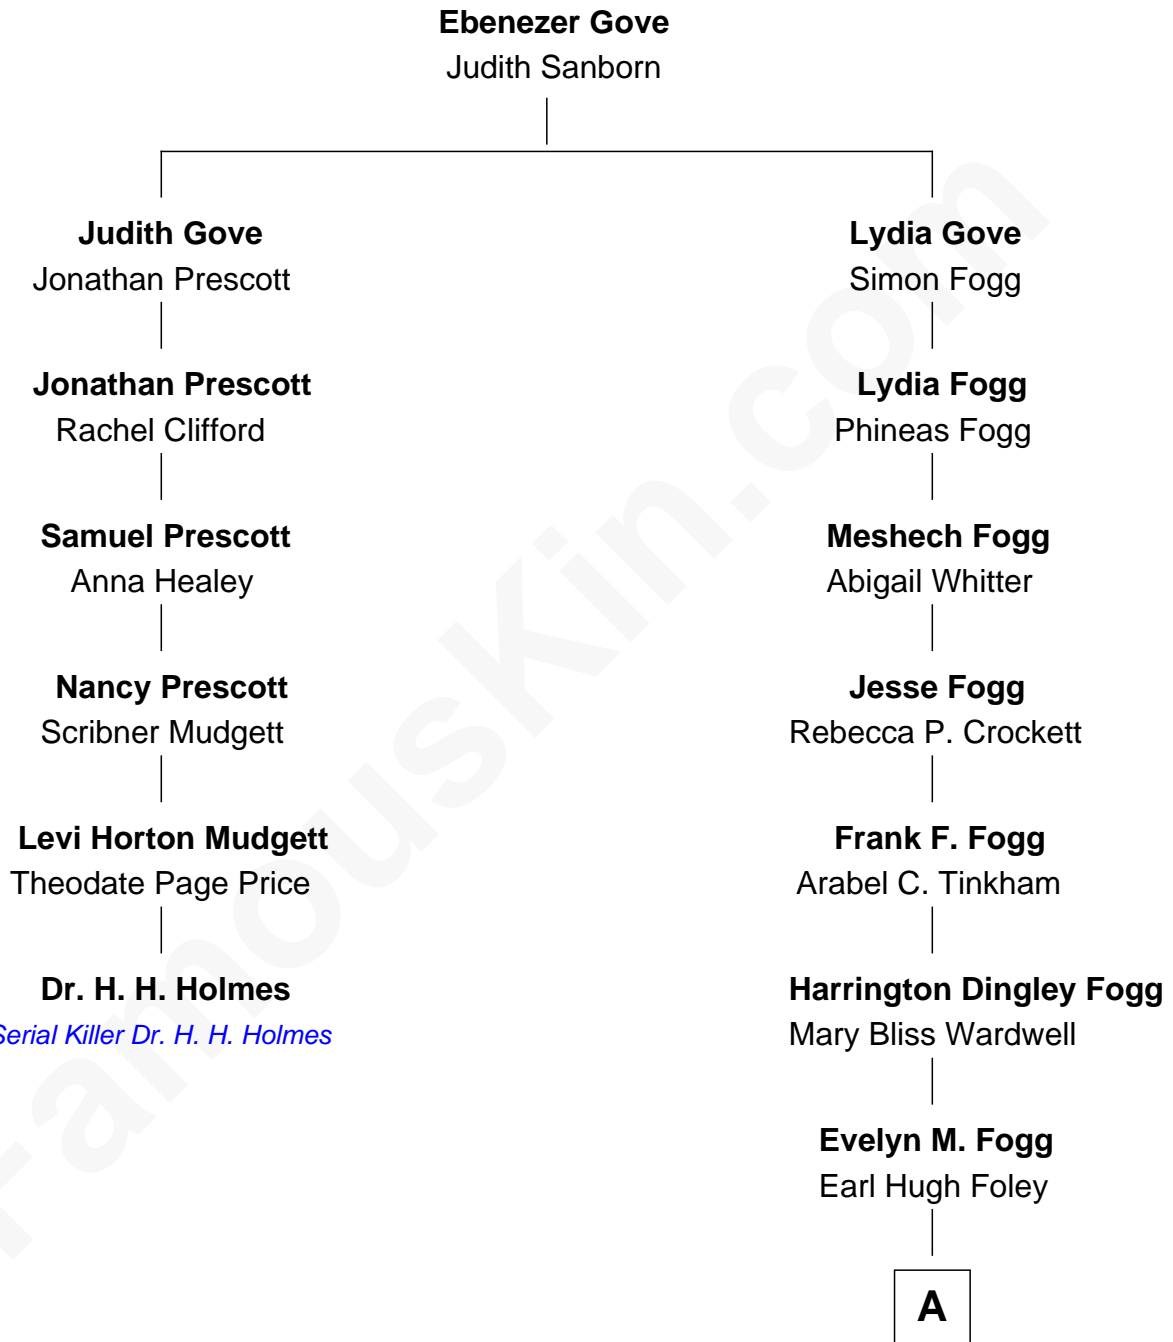 Ebenezer Gove
Judith Sanborn
Judith Gove
Jonathan Prescott
Lydia Gove
Simon Fogg
Jonathan Prescott
Rachel Clifford
Lydia Fogg
Phineas Fogg
Samuel Prescott
Anna Healey
Meshech Fogg
Abigail Whitter
Nancy Prescott
Scribner Mudgett
Jesse Fogg
Rebecca P. Crockett
Levi Horton Mudgett
Theodate Page Price
Frank F. Fogg
Arabel C. Tinkham
Dr. H. H. Holmes
Serial Killer Dr. H. H. Holmes
Harrington Dingley Fogg
Mary Bliss Wardwell
Evelyn M. Fogg
Earl Hugh Foley
A
FamousKin.com